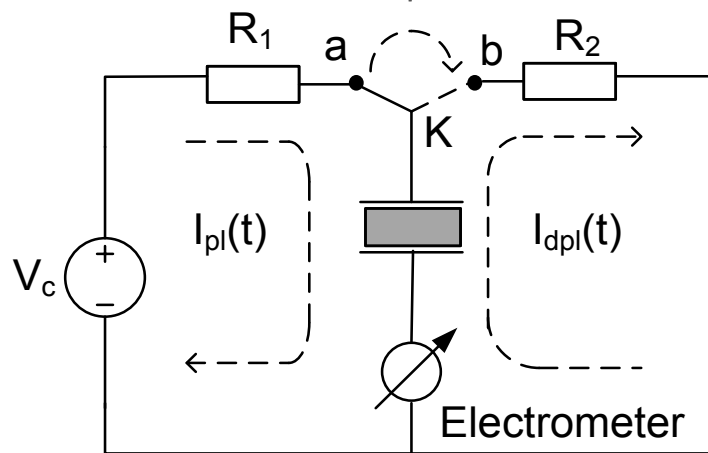 R1
a
b
R2
K
Ipl(t)
Idpl(t)
Vc
+
−
Electrometer